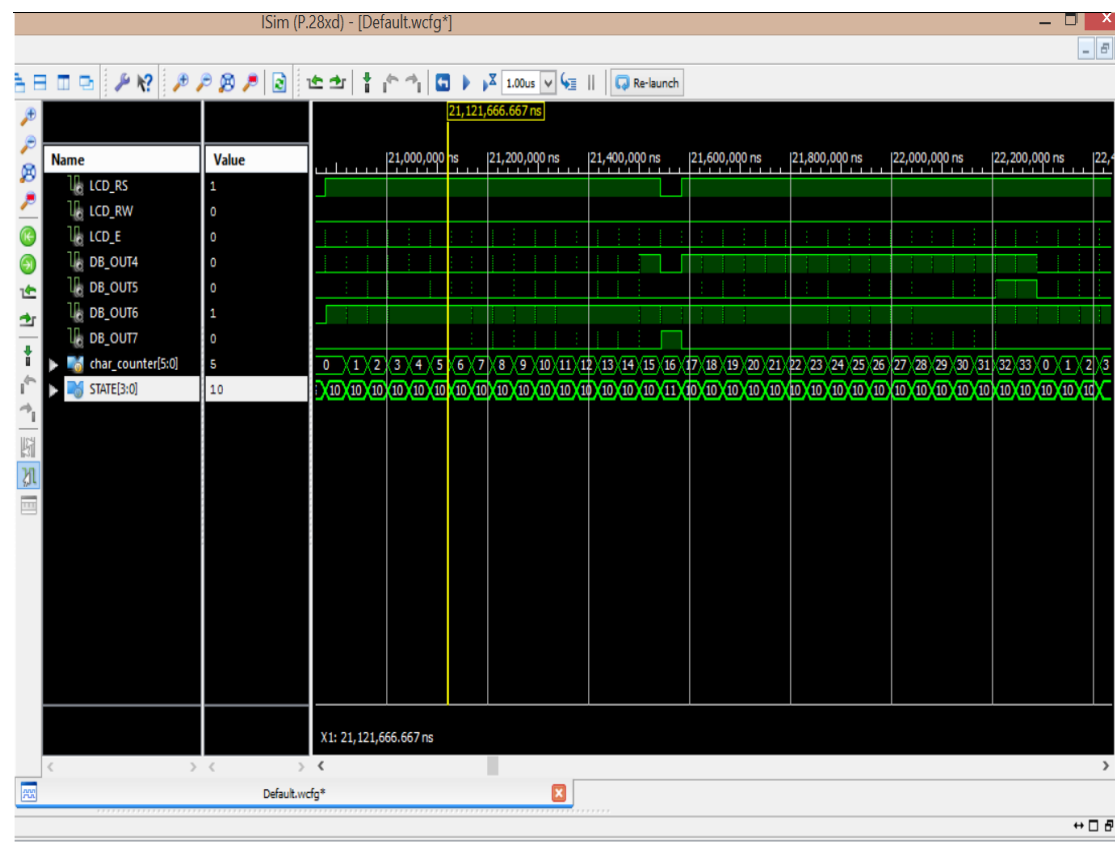 ISim (P.28xd) - [Default.wcfg*]
1.00us Re-launch
21,121,666.667 ns
Name Value
21,000,000 ns 21,200,000 ns 21,400,000 ns 21,600,000 ns 21,800,000 ns 22,000,000 ns 22,200,000 ns 22,4
LCD_RS 1
LCD_RW 0
LCD_E 0
DB_OUT4 0
DB_OUT5 0
DB_OUT6 1
DB_OUT7 0
char_counter[5:0] 5 0 1 2 3 4 5 6 7 8 9 10 11 12 13 14 15 16 17 18 19 20 21 22 23 24 25 26 27 28 29 30 31 32 33 0 1 2 3
STATE[3:0] 10 10 10 10 10 10 10 10 10 10 10 10 10 10 10 10 10 11 10 10 10 10 10 10 10 10 10 10 10 10 10 10 10 10 10 10 10 10
X1: 21,121,666.667 ns
Default.wcfg*